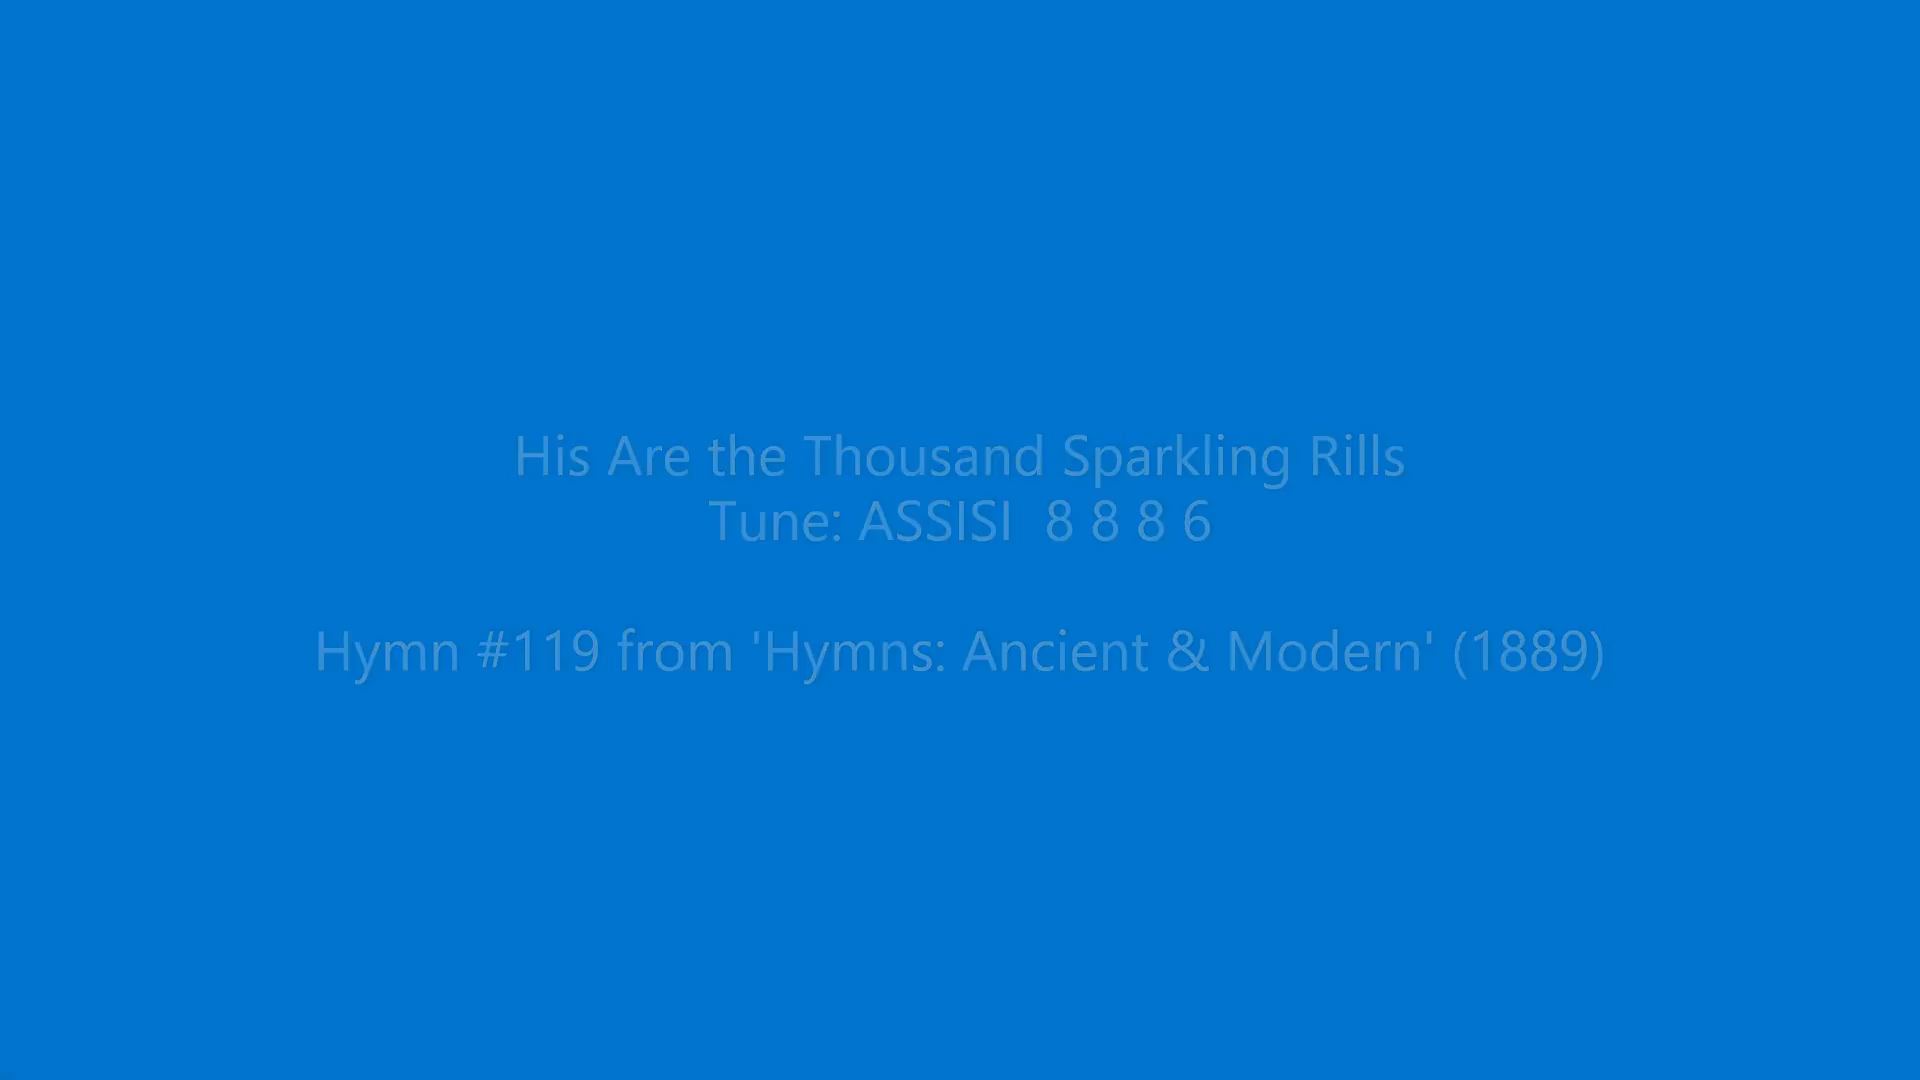 His Are the Thousand Sparkling Rills
Tune: ASSISI  8 8 8 6
Hymn #119 from 'Hymns: Ancient & Modern' (1889)